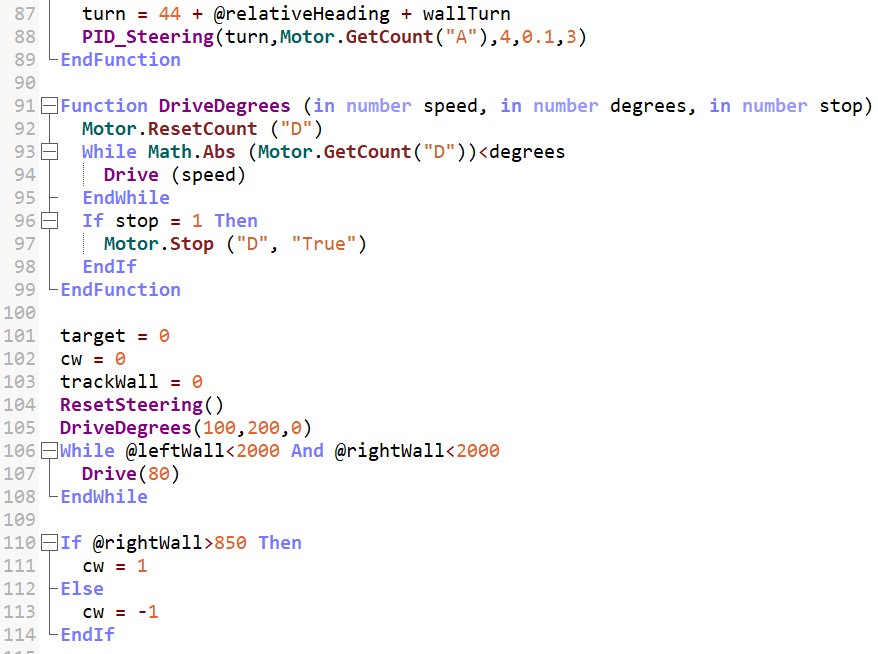 87 turn = 44 + @relativeHeading + wallTurn
88 PID_Steering(turn,Motor.GetCount("A"),4,0.1,3)
89 EndFunction
90
91 Function DriveDegrees (in number speed, in number degrees, in number stop)
92 Motor.ResetCount ("D")
93 While Math.Abs (Motor.GetCount("D"))<degrees
94 Drive (speed)
95 EndWhile
96 If stop = 1 Then
97 Motor.Stop ("D", "True")
98 EndIf
99 EndFunction
100
101 target = 0
102 cw = 0
103 trackWall = 0
104 ResetSteering()
105 DriveDegrees(100,200,0)
106 While @leftWall<2000 And @rightWall<2000
107 Drive(80)
108 EndWhile
109
110 If @rightWall>850 Then
111 cw = 1
112 Else
113 cw = -1
114 EndIf